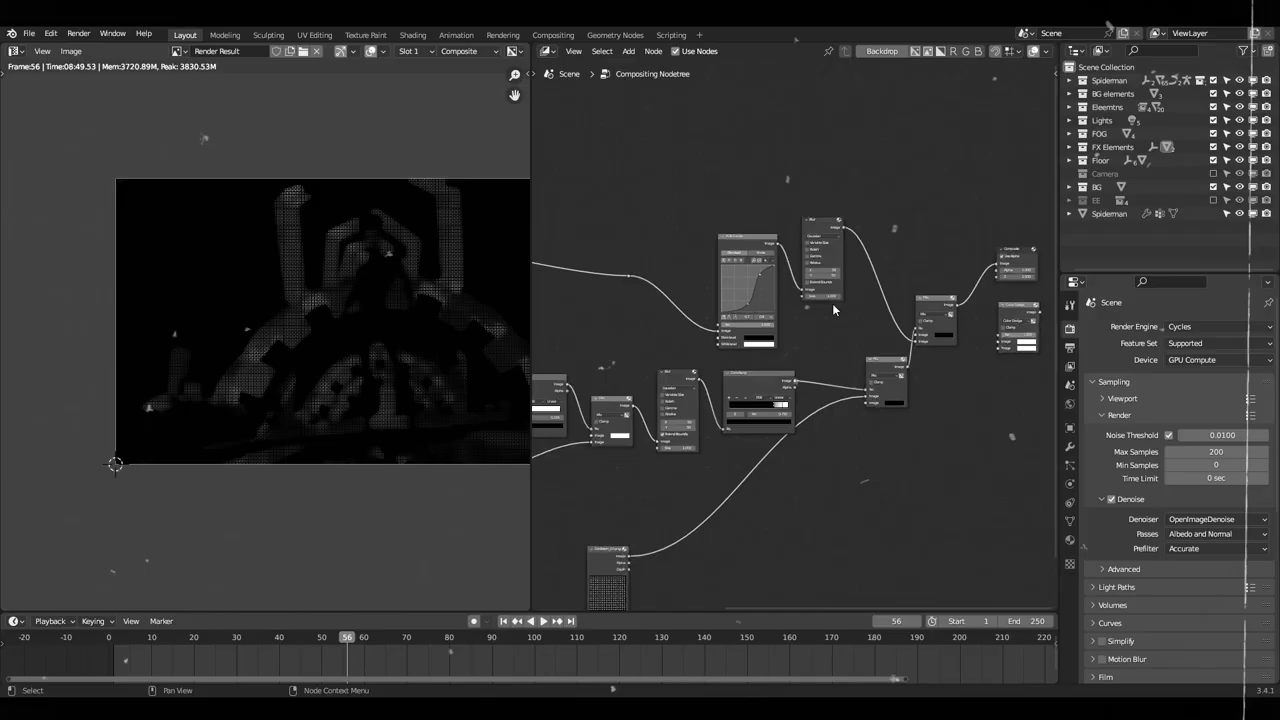 File Edit Render Window Help Layout Modeling Sculpting UV Editing Texture Paint Shading Animation Rendering Compositing Geometry Nodes Scripting Scene ViewLayer
View Image Render Result Slot 1 Composite View Select Add Node Use Nodes Backdrop R G B
Frame:56 | Time:08:49.53 | Mem:3720.89M, Peak: 3830.53M
Scene Compositing Nodetree
Scene Collection
Spiderman
BG elements
Eleemtns
Lights
FOG
FX Elements
Floor
Camera
BG
EE
Spiderman
Scene
Render Engine Cycles
Feature Set Supported
Device GPU Compute
Sampling
Viewport
Render
Noise Threshold 0.0100
Max Samples 200
Min Samples 0
Time Limit 0 sec
Denoise
Denoiser OpenImageDenoise
Passes Albedo and Normal
Prefilter Accurate
Advanced
Light Paths
Volumes
Curves
Simplify
Motion Blur
Film
Playback Keying View Marker 56 Start 1 End 250
-20 -10 0 10 20 30 40 56 60 70 80 90 100 110 120 130 140 150 160 170 180 190 200 210 220
Select Pan View Node Context Menu 3.4.1